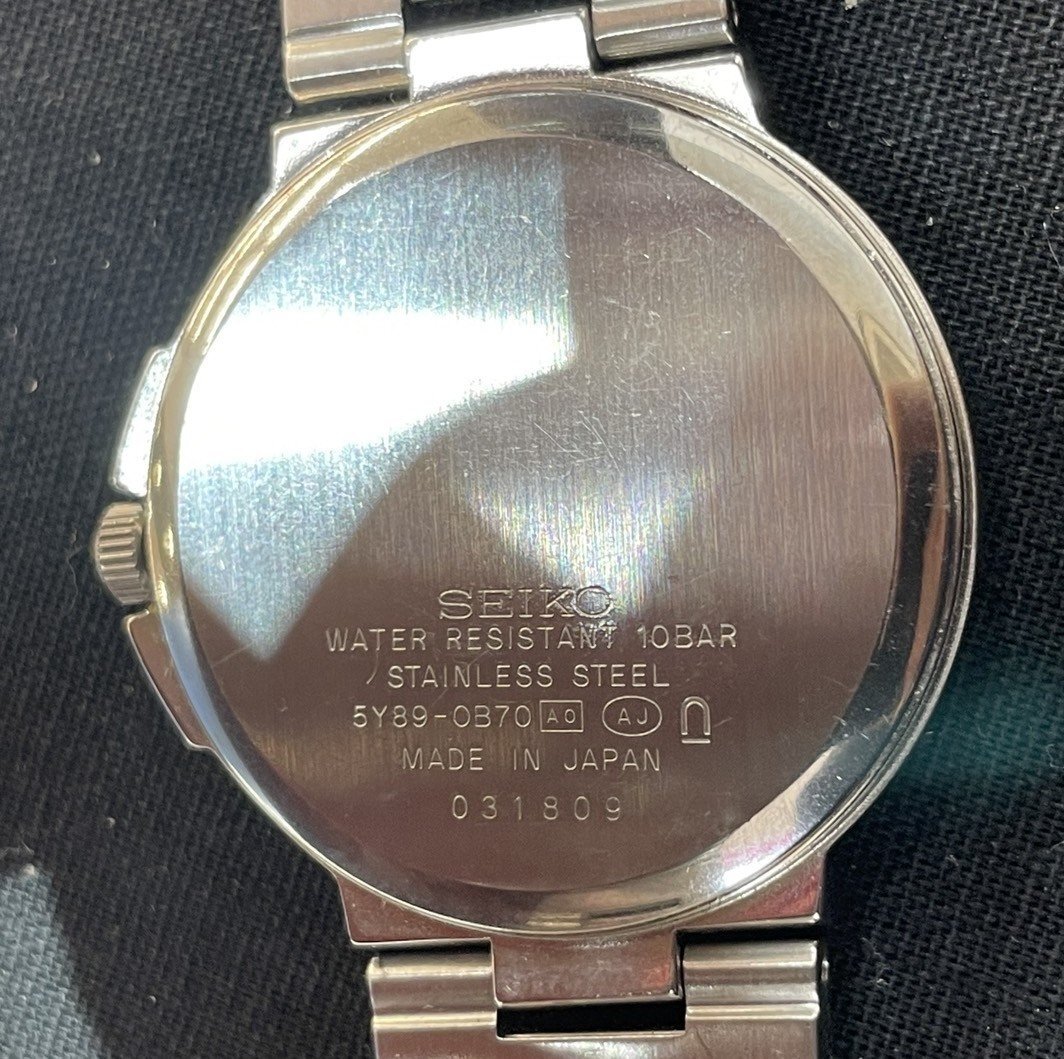 SEIKO
WATER RESISTANT 10BAR
STAINLESS STEEL
5Y89-0B70 A0 AJ
MADE IN JAPAN
031809